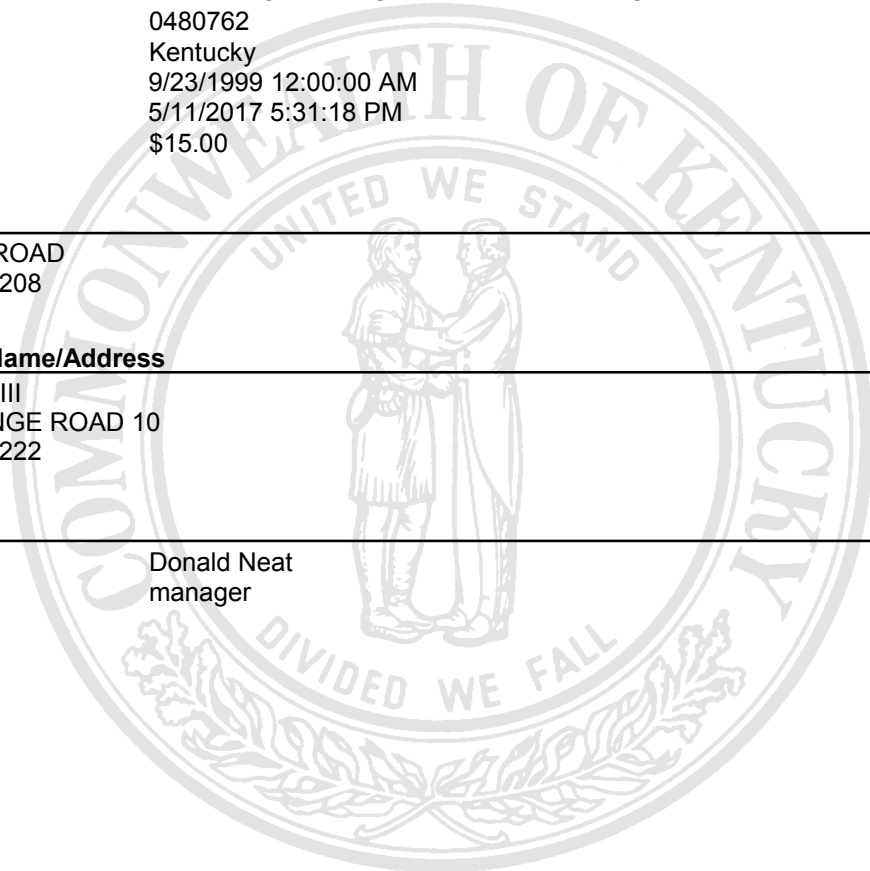 0480762
Kentucky
9/23/1999 12:00:00 AM
5/11/2017 5:31:18 PM
$15.00
ROAD
208
Name/Address
III
NGE ROAD 10
222
Donald Neat
manager
COMMONWEALTH OF KENTUCKY
UNITED WE STAND
DIVIDED WE FALL